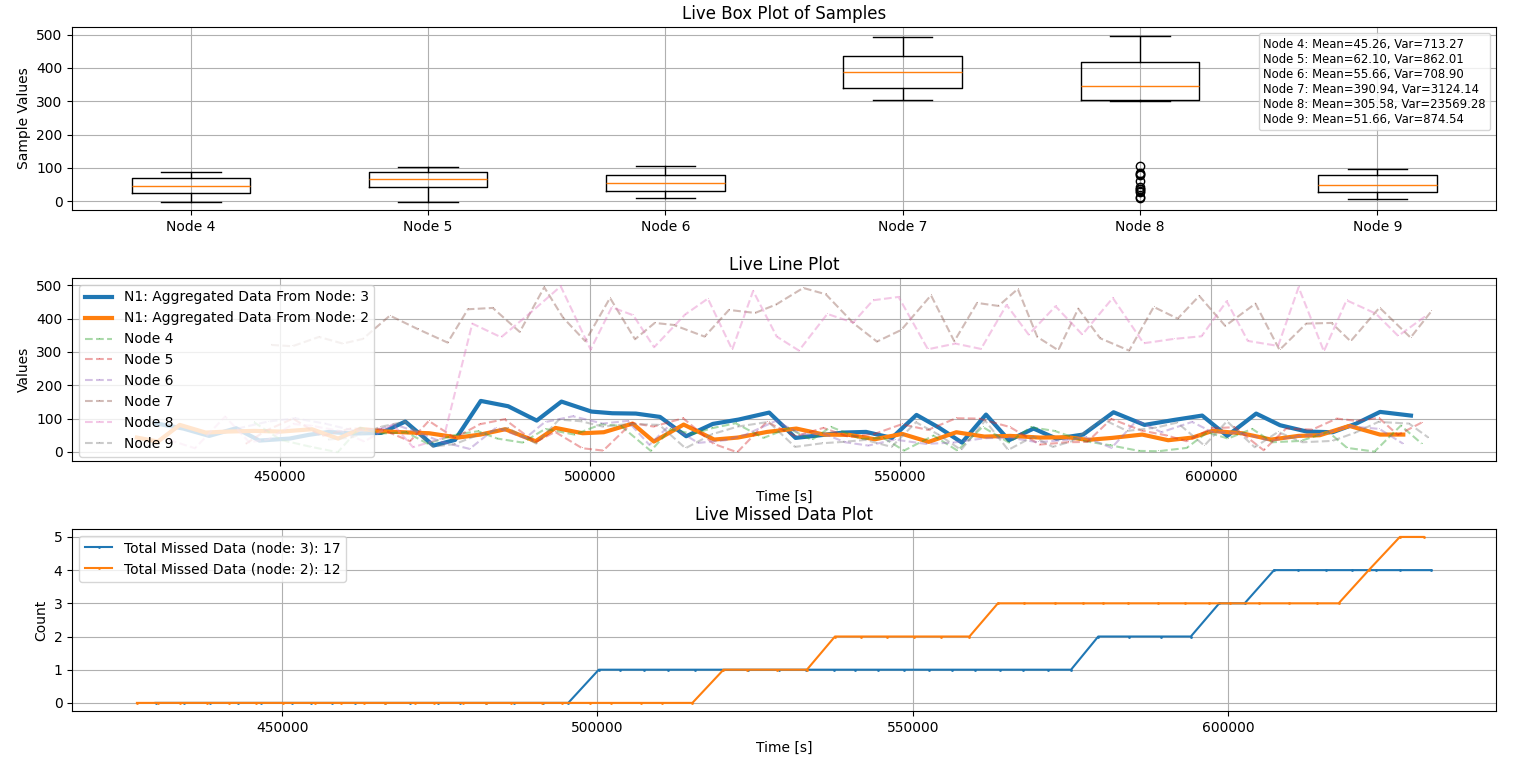 Live Box Plot of Samples
500
400
300
200
100
0
Sample Values
Node 4: Mean=45.26, Var=713.27
Node 5: Mean=62.10, Var=862.01
Node 6: Mean=55.66, Var=708.90
Node 7: Mean=390.94, Var=3124.14
Node 8: Mean=305.58, Var=23569.28
Node 9: Mean=51.66, Var=874.54
Node 4 Node 5 Node 6 Node 7 Node 8 Node 9
Live Line Plot
500
400
300
200
100
0
Values
N1: Aggregated Data From Node: 3
N1: Aggregated Data From Node: 2
Node 4
Node 5
Node 6
Node 7
Node 8
Node 9
450000 500000 550000 600000
Time [s]
Live Missed Data Plot
5
4
3
2
1
0
Count
Total Missed Data (node: 3): 17
Total Missed Data (node: 2): 12
450000 500000 550000 600000
Time [s]